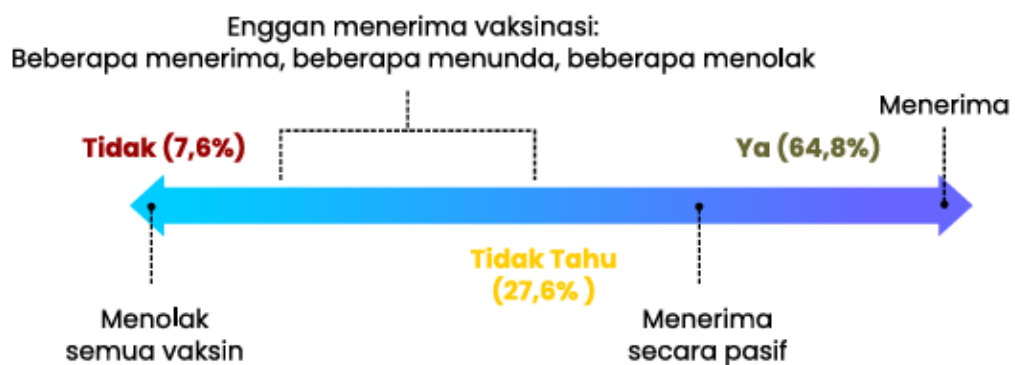 Enggan menerima vaksinasi:
Beberapa menerima, beberapa menunda, beberapa menolak
Menerima
Tidak (7,6%)
Ya (64,8%)
Tidak Tahu
(27,6% )
Menolak
semua vaksin
Menerima
secara pasif